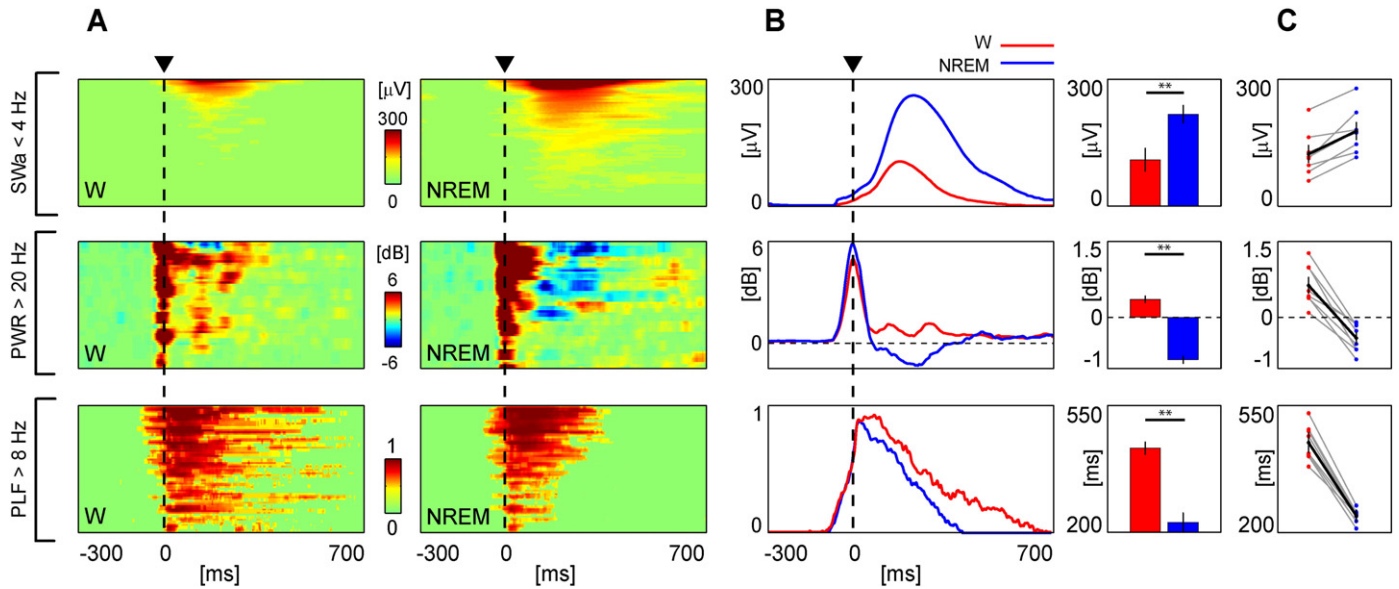 A
B
C
W
NREM
SWa < 4 Hz
W
[μV]
300
0
NREM
300
[μV]
0
300
**
[μV]
0
300
[μV]
0
PWR > 20 Hz
W
[dB]
6
-6
NREM
6
[dB]
0
1.5
**
[dB]
0
-1
1.5
[dB]
0
-1
PLF > 8 Hz
W
1
0
NREM
1
0
550
**
[ms]
200
550
[ms]
200
-300 0 700
[ms]
-300 0 700
[ms]
-300 0 700
[ms]